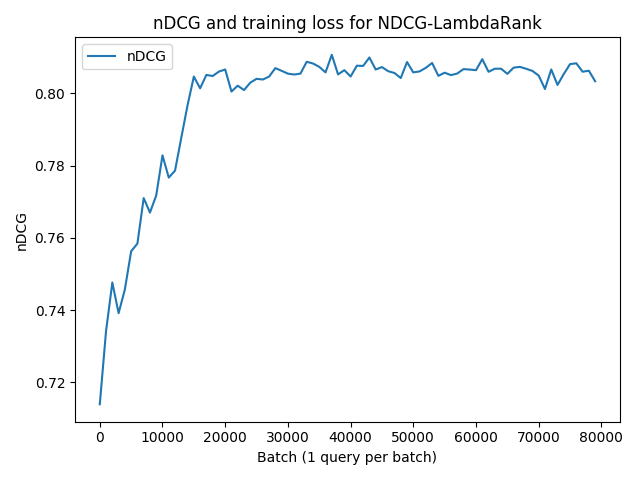 nDCG and training loss for NDCG-LambdaRank
nDCG
nDCG
0.80
0.78
0.76
0.74
0.72
0 10000 20000 30000 40000 50000 60000 70000 80000
Batch (1 query per batch)